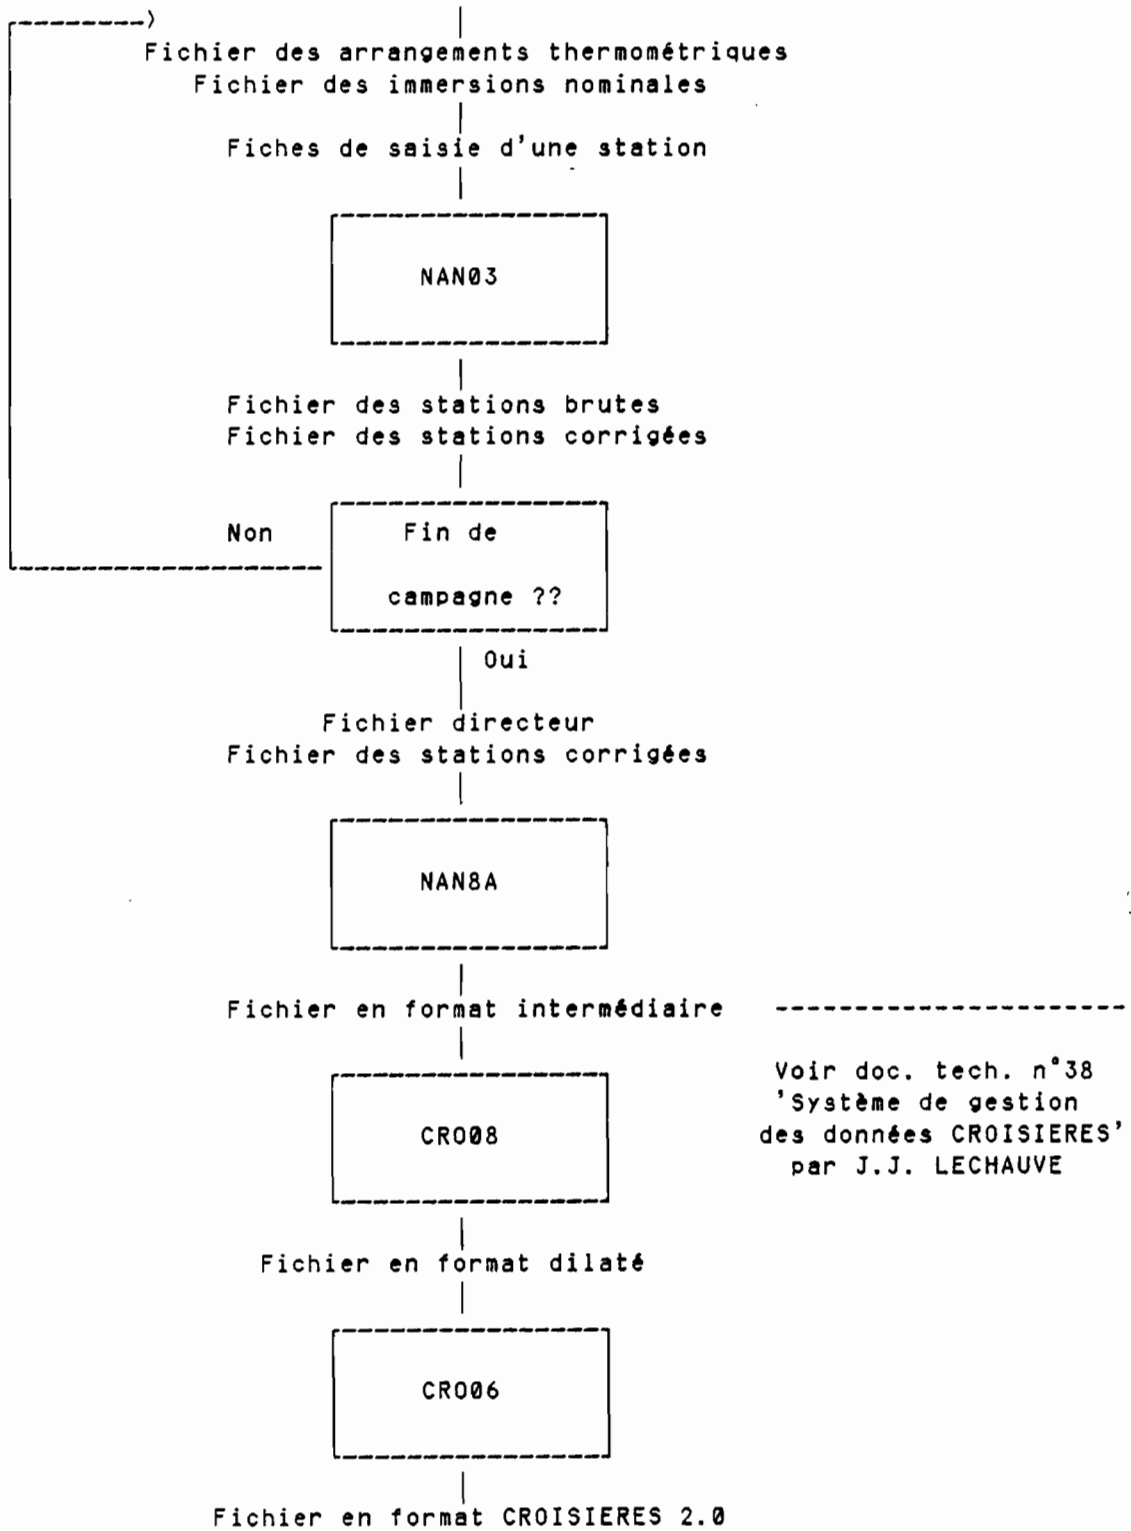 Fichier des arrangements thermométriques
Fichier des immersions nominales
Fiches de saisie d'une station
NAN03
Fichier des stations brutes
Fichier des stations corrigées
Non
Fin de
campagne ??
Oui
Fichier directeur
Fichier des stations corrigées
NAN8A
Fichier en format intermédiaire
Voir doc. tech. n°38
'Système de gestion
des données CROISIERES'
par J.J. LECHAUVE
CRO08
Fichier en format dilaté
CRO06
Fichier en format CROISIERES 2.0